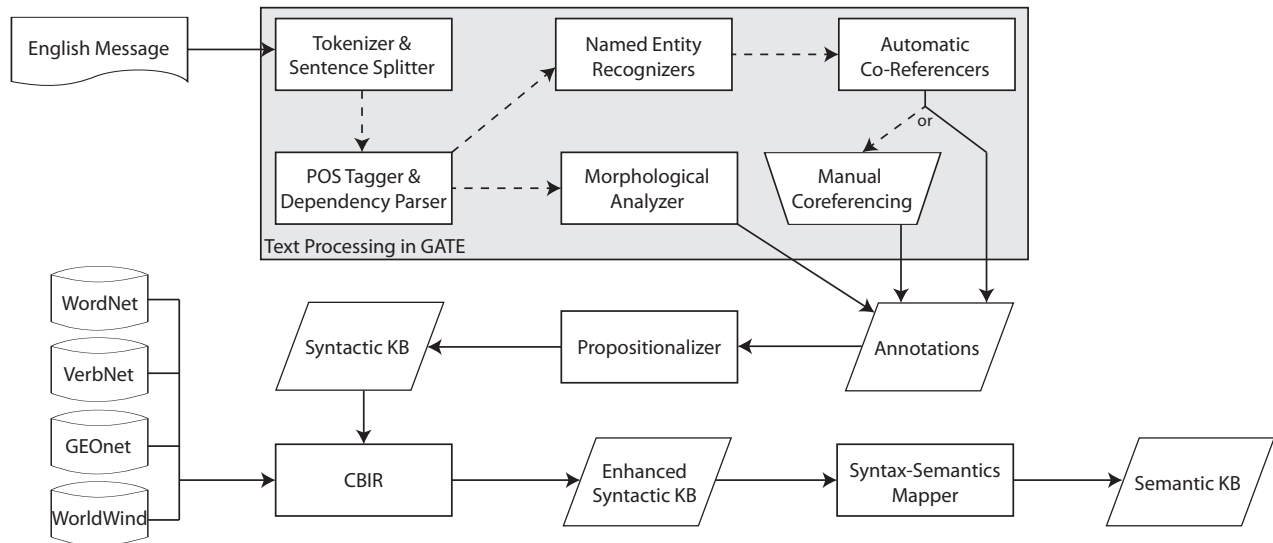 English Message
Tokenizer &
Sentence Splitter
Named Entity
Recognizers
Automatic
Co-Referencers
or
POS Tagger &
Dependency Parser
Morphological
Analyzer
Manual
Coreferencing
Text Processing in GATE
WordNet
VerbNet
GEOnet
WorldWind
Syntactic KB
Propositionalizer
Annotations
CBIR
Enhanced
Syntactic KB
Syntax-Semantics
Mapper
Semantic KB